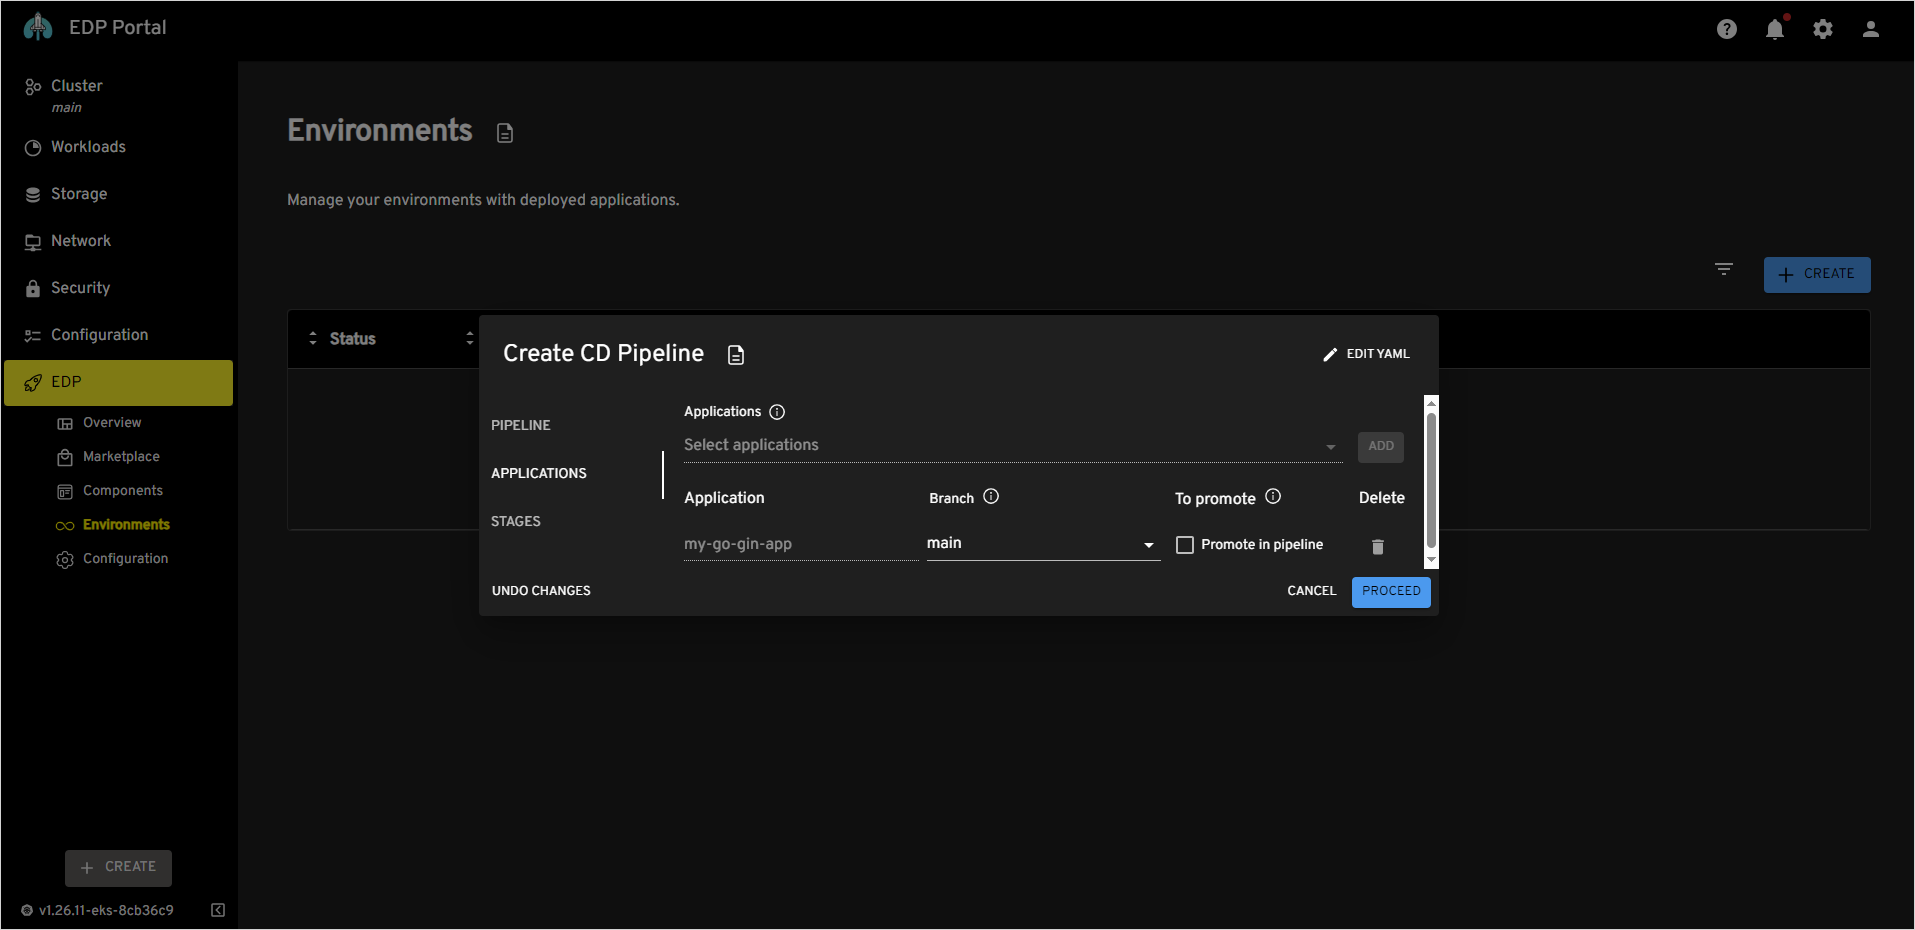 EDP Portal
Cluster
main
Workloads
Storage
Network
Security
Configuration
EDP
Overview
Marketplace
Components
Environments
Configuration
CREATE
v1.26.11-eks-8cb36c9
Environments
Manage your environments with deployed applications.
CREATE
Status
Create CD Pipeline
EDIT YAML
PIPELINE
APPLICATIONS
STAGES
Applications
Select applications
ADD
Application Branch To promote Delete
my-go-gin-app main Promote in pipeline
UNDO CHANGES
CANCEL PROCEED